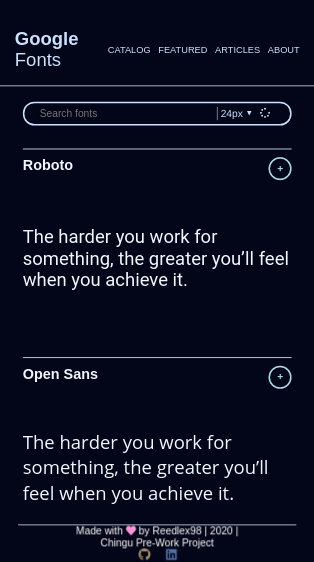 Google
Fonts
CATALOG FEATURED ARTICLES ABOUT
Search fonts 24px ▼
Roboto
+
The harder you work for
something, the greater you’ll feel
when you achieve it.
Open Sans
+
The harder you work for
something, the greater you’ll
feel when you achieve it.
Made with 🩷 by Reedlex98 | 2020 |
Chingu Pre-Work Project